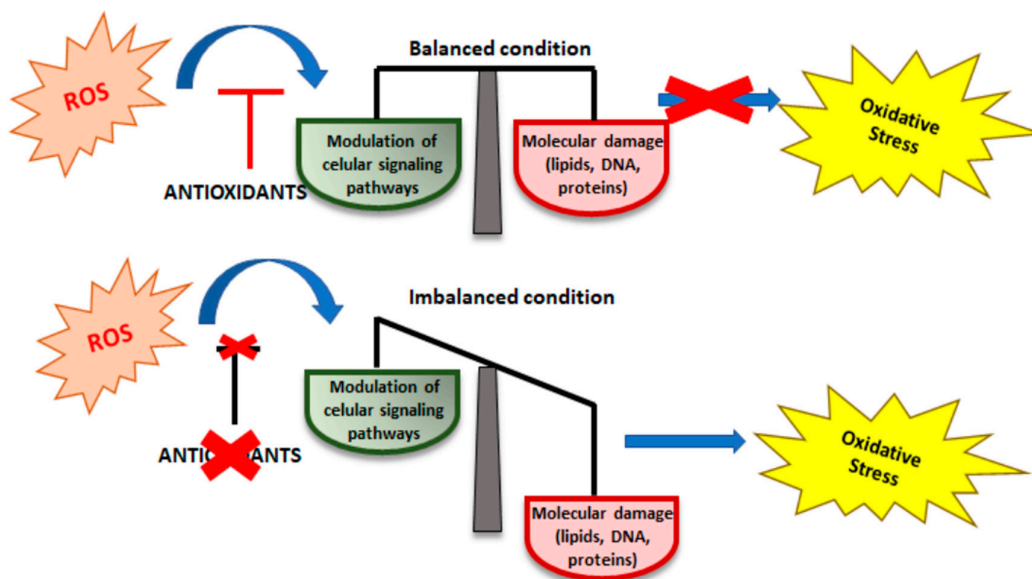 Balanced condition
ROS
Oxidative
Stress
Modulation of
celular signaling
pathways
Molecular damage
(lipids, DNA,
proteins)
ANTIOXIDANTS
Imbalanced condition
ROS
Modulation of
celular signaling
pathways
Oxidative
Stress
Molecular damage
(lipids, DNA,
proteins)